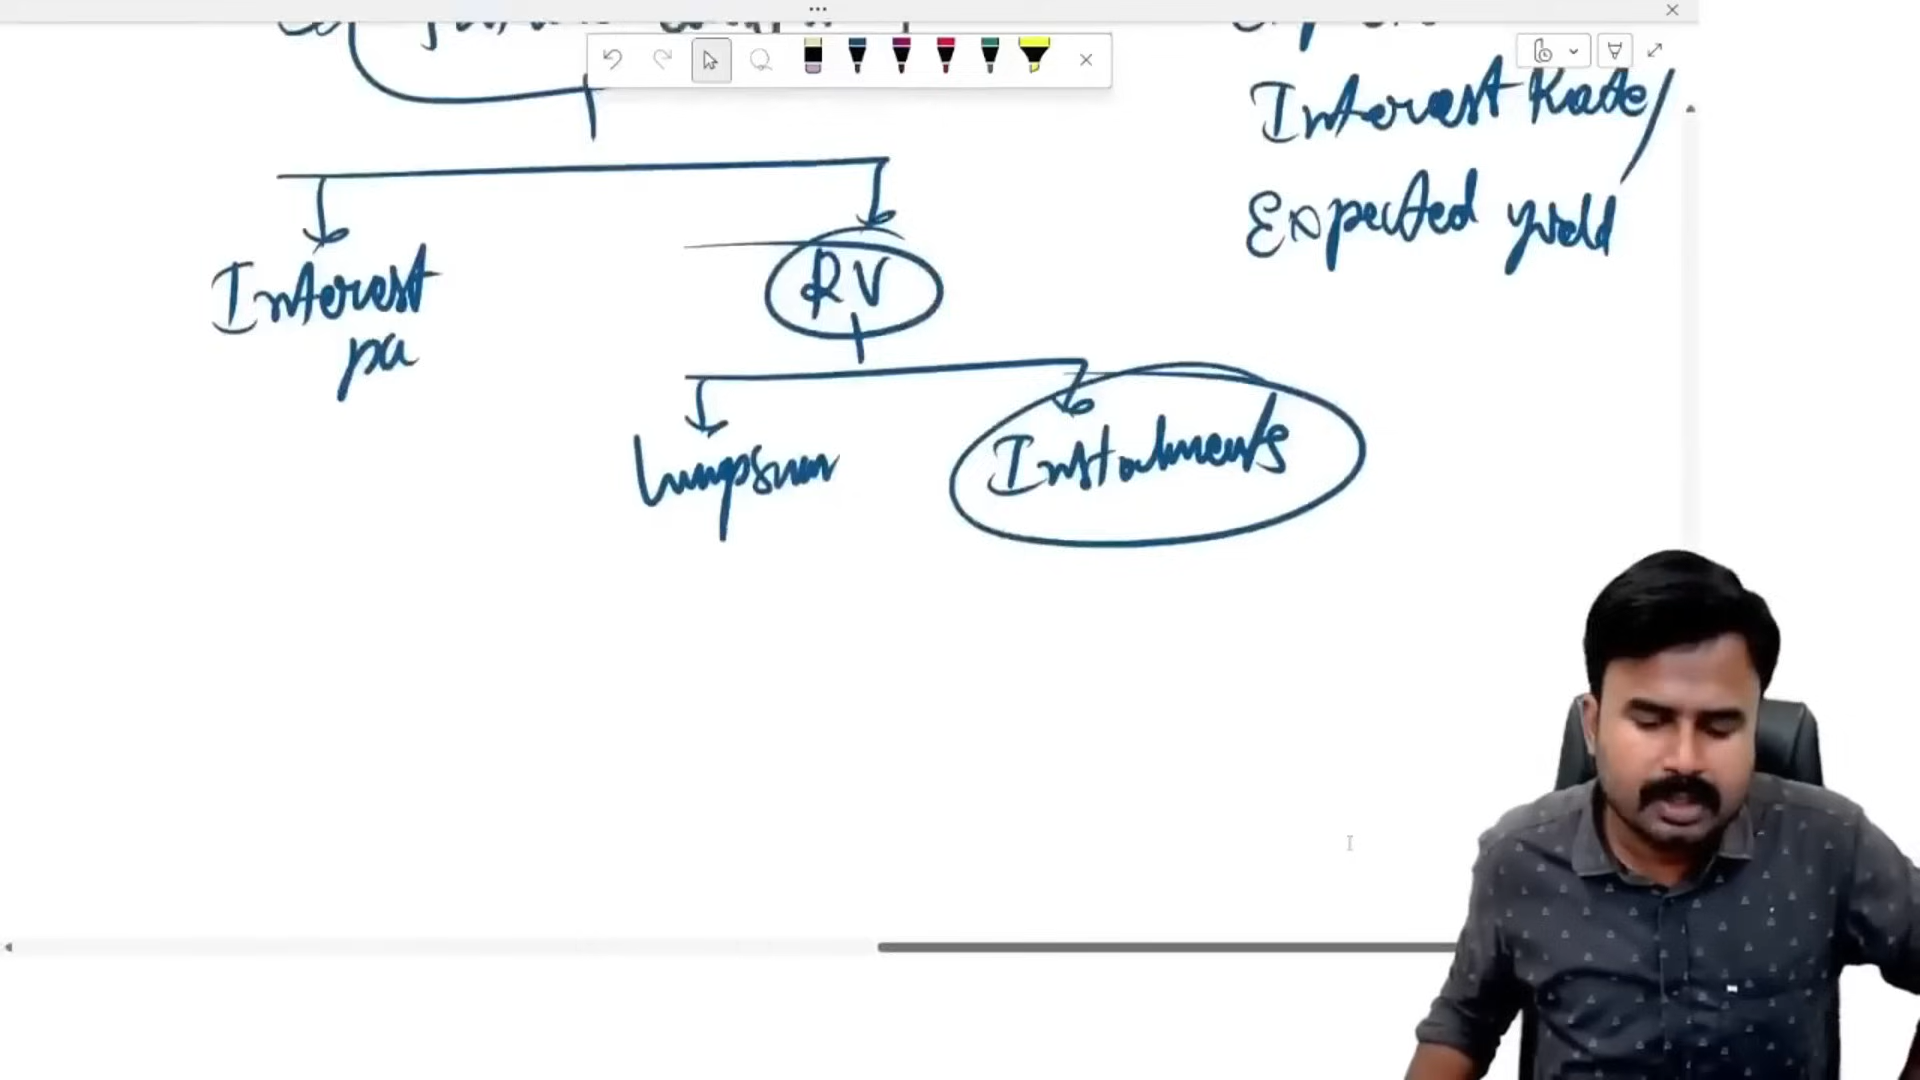 Interest Rate/
Expected yield
Interest
pa
RV
lumpsum
Instalments